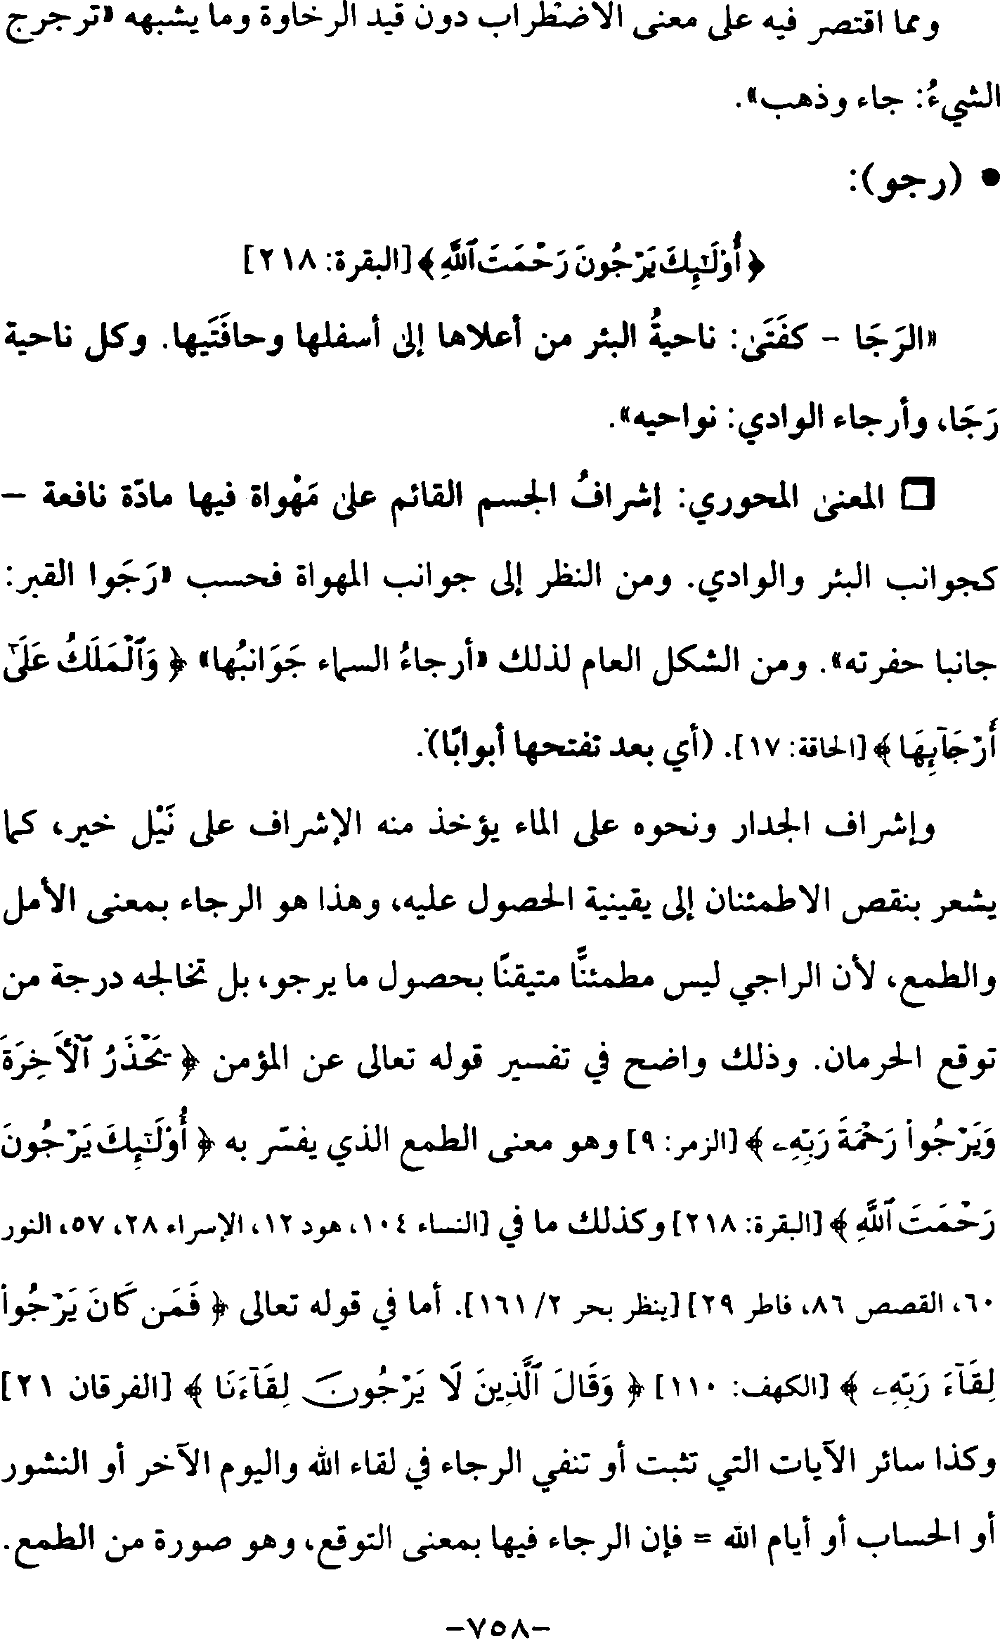 ومما اقتصر فيه على معنى الاضطراب دون قيد الرخاوة وما يشبهه «ترجرج
الشيءُ: جاء وذهب».
• (رجو):
﴿أُوْلَٰٓئِكَ يَرۡجُونَ رَحۡمَتَ ٱللَّهِ﴾ [البقرة: ٢١٨]
«الرَجَا – كفَتَى: ناحيةُ البئر من أعلاها إلى أسفلها وحافَتَيها. وكل ناحية
رَجَا، وأرجاء الوادي: نواحيه».
❏ المعنى المحوري: إشرافُ الجسم القائم على مَهْواة فيها مادّة نافعة –
كجوانب البئر والوادي. ومن النظر إلى جوانب المهواة فحسب «رَجَوا القبر:
جانبا حفرته». ومن الشكل العام لذلك «أرجاءُ السماء جَوَانبُها» ﴿وَٱلۡمَلَكُ عَلَىٰٓ
أَرۡجَآئِهَا﴾ [الحاقة: ١٧]. (أي بعد تفتحها أبوابًا).
وإشراف الجدار ونحوه على الماء يؤخذ منه الإشراف على نَيْل خير، كما
يشعر بنقص الاطمئنان إلى يقينية الحصول عليه، وهذا هو الرجاء بمعنى الأمل
والطمع، لأن الراجي ليس مطمئنًّا متيقنًا بحصول ما يرجو، بل تخالجه درجة من
توقع الحرمان. وذلك واضح في تفسير قوله تعالى عن المؤمن ﴿يَحۡذَرُ ٱلۡأٓخِرَةَ
وَيَرۡجُواْ رَحۡمَةَ رَبِّهِۦ﴾ [الزمر: ٩] وهو معنى الطمع الذي يفسّر به ﴿أُوْلَٰٓئِكَ يَرۡجُونَ
رَحۡمَتَ ٱللَّهِ﴾ [البقرة: ٢١٨] وكذلك ما في [النساء ١٠٤، هود ١٢، الإسراء ٢٨، ٥٧، النور
٦٠، القصص ٨٦، فاطر ٢٩] [ينظر بحر ٢/ ١٦١]. أما في قوله تعالى ﴿فَمَن كَانَ يَرۡجُواْ
لِقَآءَ رَبِّهِۦ﴾ [الكهف: ١١٠] ﴿وَقَالَ ٱلَّذِينَ لَا يَرۡجُونَ لِقَآءَنَا﴾ [الفرقان ٢١]
وكذا سائر الآيات التي تثبت أو تنفي الرجاء في لقاء الله واليوم الآخر أو النشور
أو الحساب أو أيام الله = فإن الرجاء فيها بمعنى التوقع، وهو صورة من الطمع.
-٧٥٨-